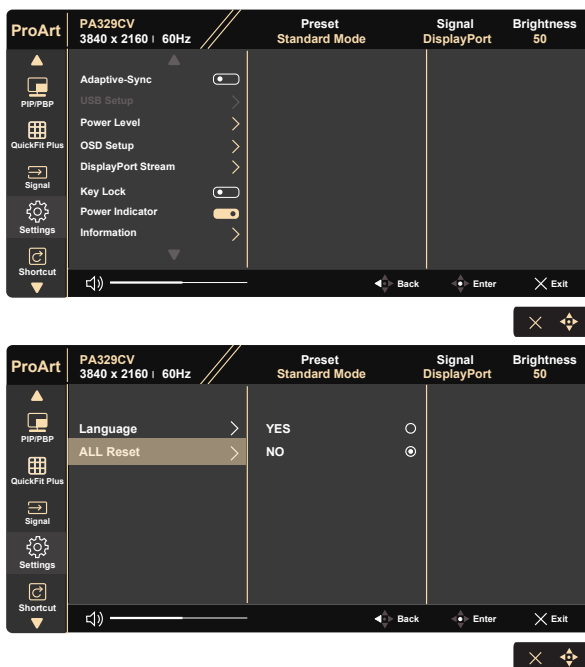 ProArt
PA329CV
3840 x 2160 60Hz
Preset
Standard Mode
Signal
DisplayPort
Brightness
50
PIP/PBP
QuickFit Plus
Signal
Settings
Shortcut
Adaptive-Sync
USB Setup
Power Level
OSD Setup
DisplayPort Stream
Key Lock
Power Indicator
Information
Back
Enter
Exit
ProArt
PA329CV
3840 x 2160 60Hz
Preset
Standard Mode
Signal
DisplayPort
Brightness
50
PIP/PBP
QuickFit Plus
Signal
Settings
Shortcut
Language
ALL Reset
YES
NO
Back
Enter
Exit